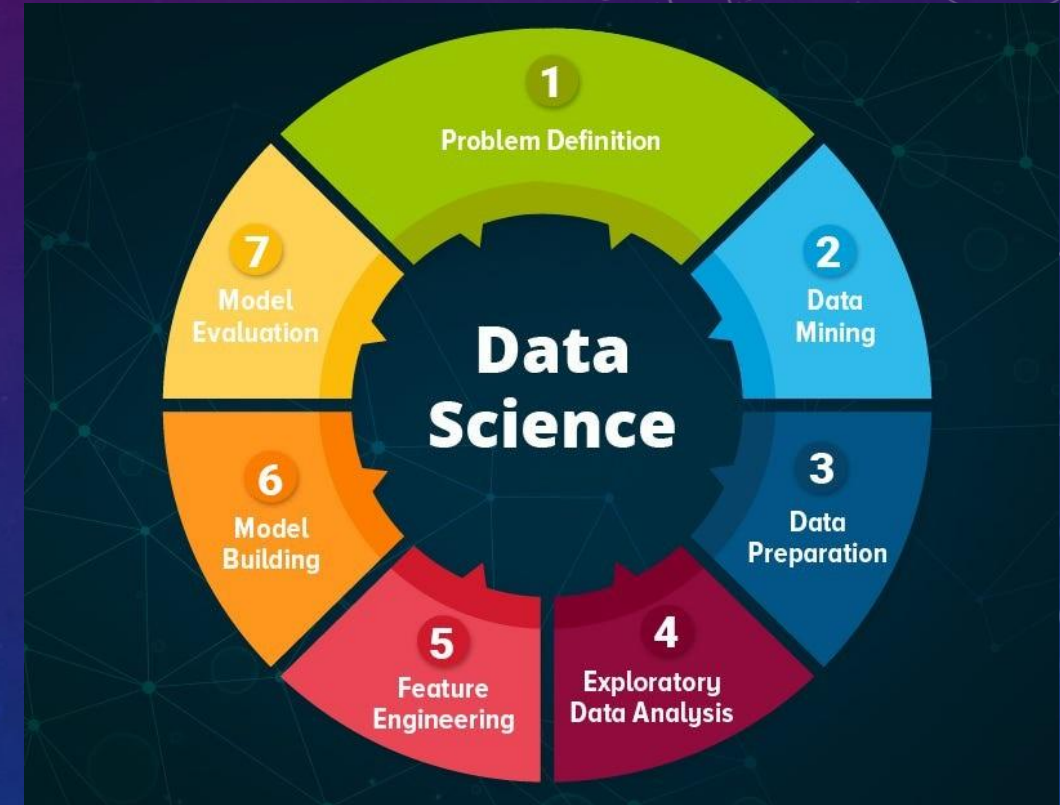 1
Problem Definition
2
Data
Mining
3
Data
Preparation
4
Exploratory
Data Analysis
5
Feature
Engineering
6
Model
Building
7
Model
Evaluation
Data
Science